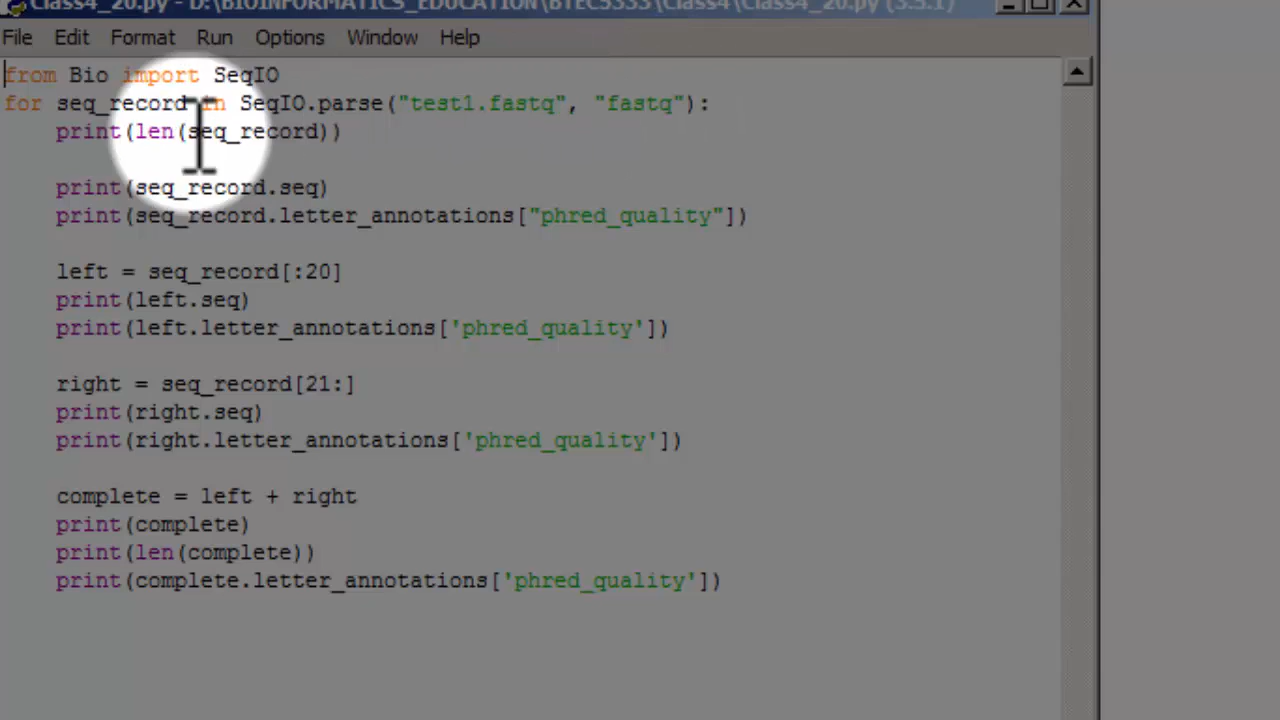 Class4_20.py - D:\BIOINFORMATICS_EDUCATION\BTEC5333\Class4\Class4_20.py (3.5.1)
File Edit Format Run Options Window Help
from Bio import SeqIO
for seq_record in SeqIO.parse("test1.fastq", "fastq"):
    print(len(seq_record))
    print(seq_record.seq)
    print(seq_record.letter_annotations["phred_quality"])
    left = seq_record[:20]
    print(left.seq)
    print(left.letter_annotations['phred_quality'])
    right = seq_record[21:]
    print(right.seq)
    print(right.letter_annotations['phred_quality'])
    complete = left + right
    print(complete)
    print(len(complete))
    print(complete.letter_annotations['phred_quality'])